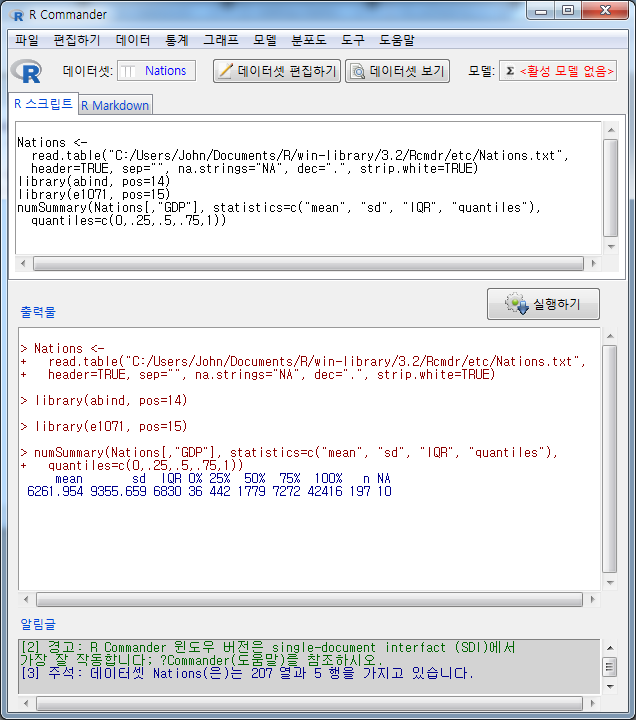 R Commander
파일 편집하기 데이터 통계 그래프 모델 분포도 도구 도움말
R 데이터셋: Nations 데이터셋 편집하기 데이터셋 보기 모델: Σ <활성 모델 없음>
R 스크립트 R Markdown
Nations <-
read.table("C:/Users/John/Documents/R/win-library/3.2/Rcmdr/etc/Nations.txt",
header=TRUE, sep="", na.strings="NA", dec=".", strip.white=TRUE)
library(abind, pos=14)
library(e1071, pos=15)
numSummary(Nations[,"GDP"], statistics=c("mean", "sd", "IQR", "quantiles"),
quantiles=c(0,.25,.5,.75,1))
실행하기
출력물
> Nations <-
+ read.table("C:/Users/John/Documents/R/win-library/3.2/Rcmdr/etc/Nations.txt",
+ header=TRUE, sep="", na.strings="NA", dec=".", strip.white=TRUE)
> library(abind, pos=14)
> library(e1071, pos=15)
> numSummary(Nations[,"GDP"], statistics=c("mean", "sd", "IQR", "quantiles"),
+ quantiles=c(0,.25,.5,.75,1))
mean sd IQR 0% 25% 50% 75% 100% n NA
6261.954 9355.659 6830 36 442 1779 7272 42416 197 10
알림글
[2] 경고: R Commander 윈도우 버전은 single-document interfact (SDI)에서
가장 잘 작동합니다; ?Commander(도움말)를 참조하시오.
[3] 주석: 데이터셋 Nations(은)는 207 열과 5 행을 가지고 있습니다.